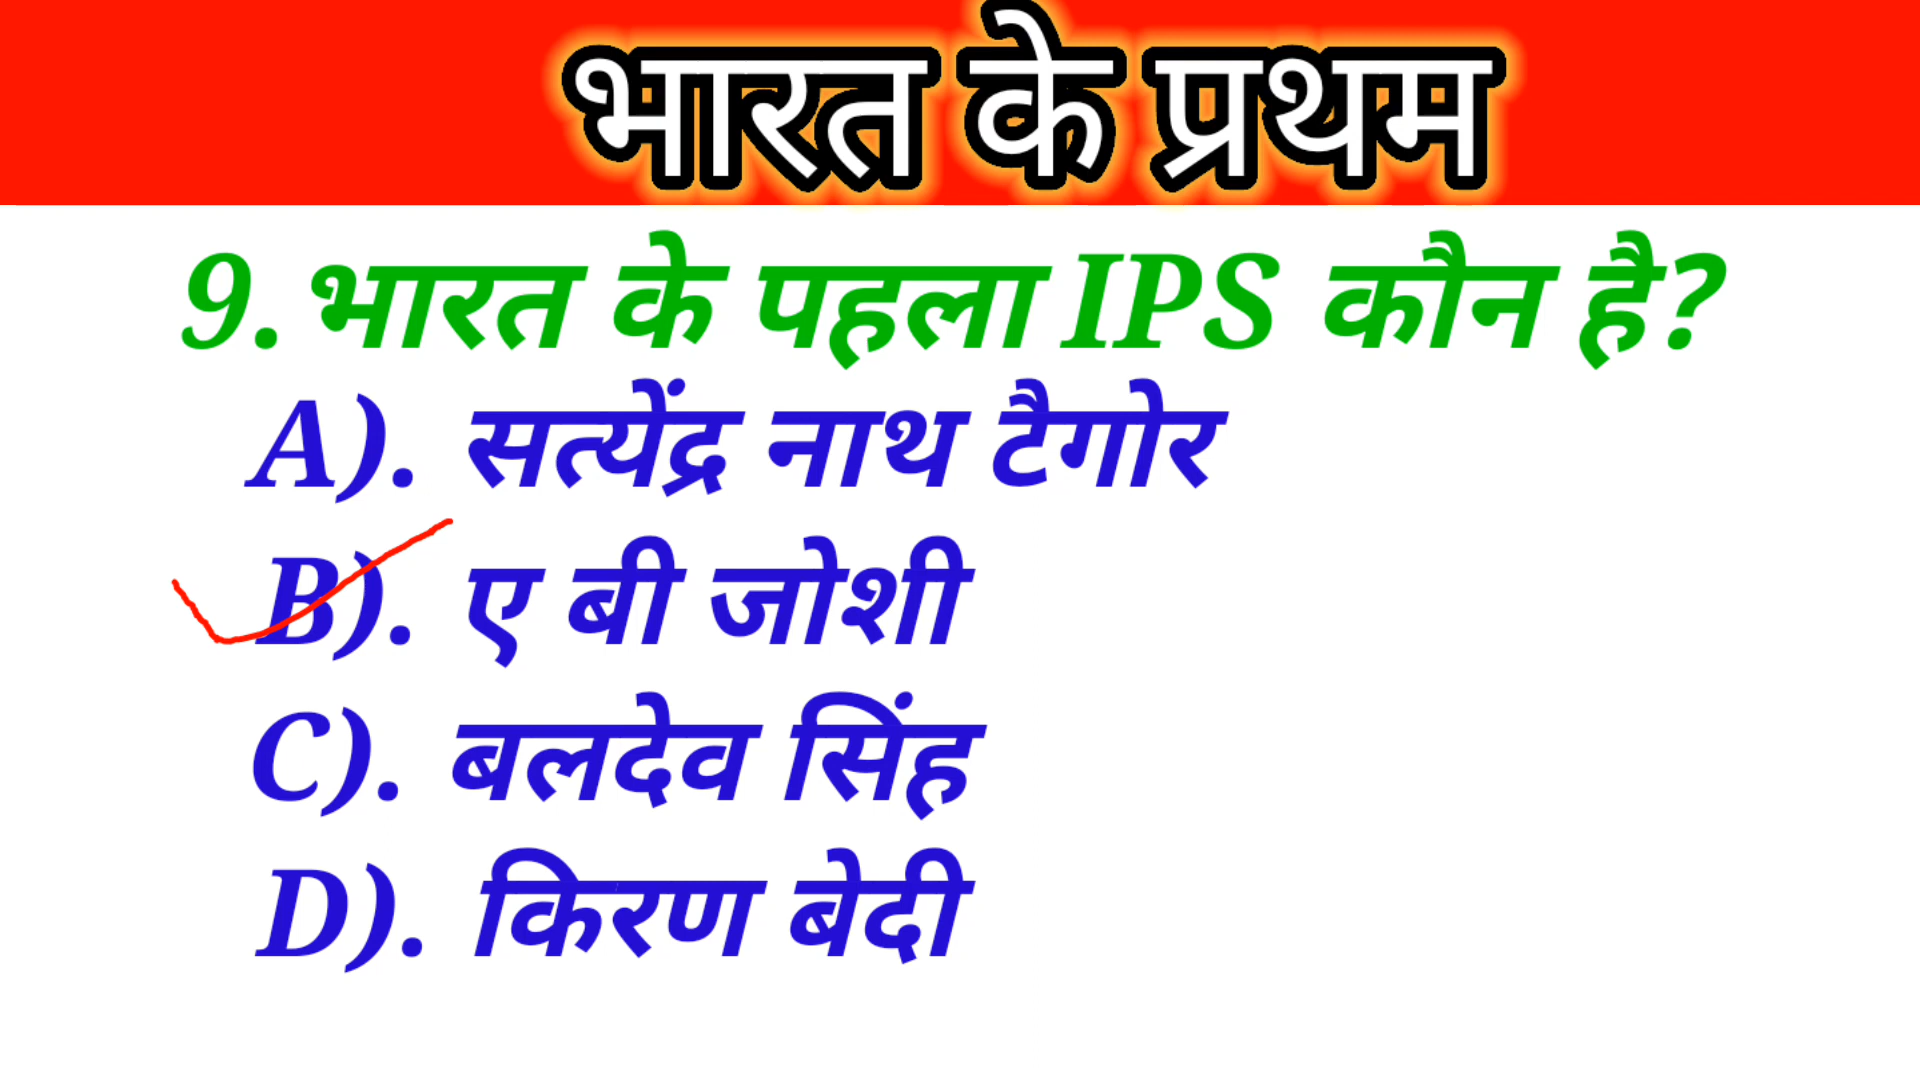 भारत के प्रथम
9. भारत के पहला IPS कौन है?
A). सत्येंद्र नाथ टैगोर
B). ए बी जोशी
C). बलदेव सिंह
D). किरण बेदी